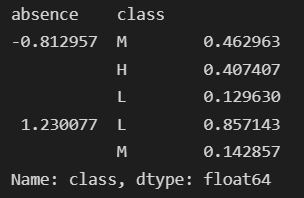 absence    class
-0.812957  M        0.462963
           H        0.407407
           L        0.129630
 1.230077  L        0.857143
           M        0.142857
Name: class, dtype: float64